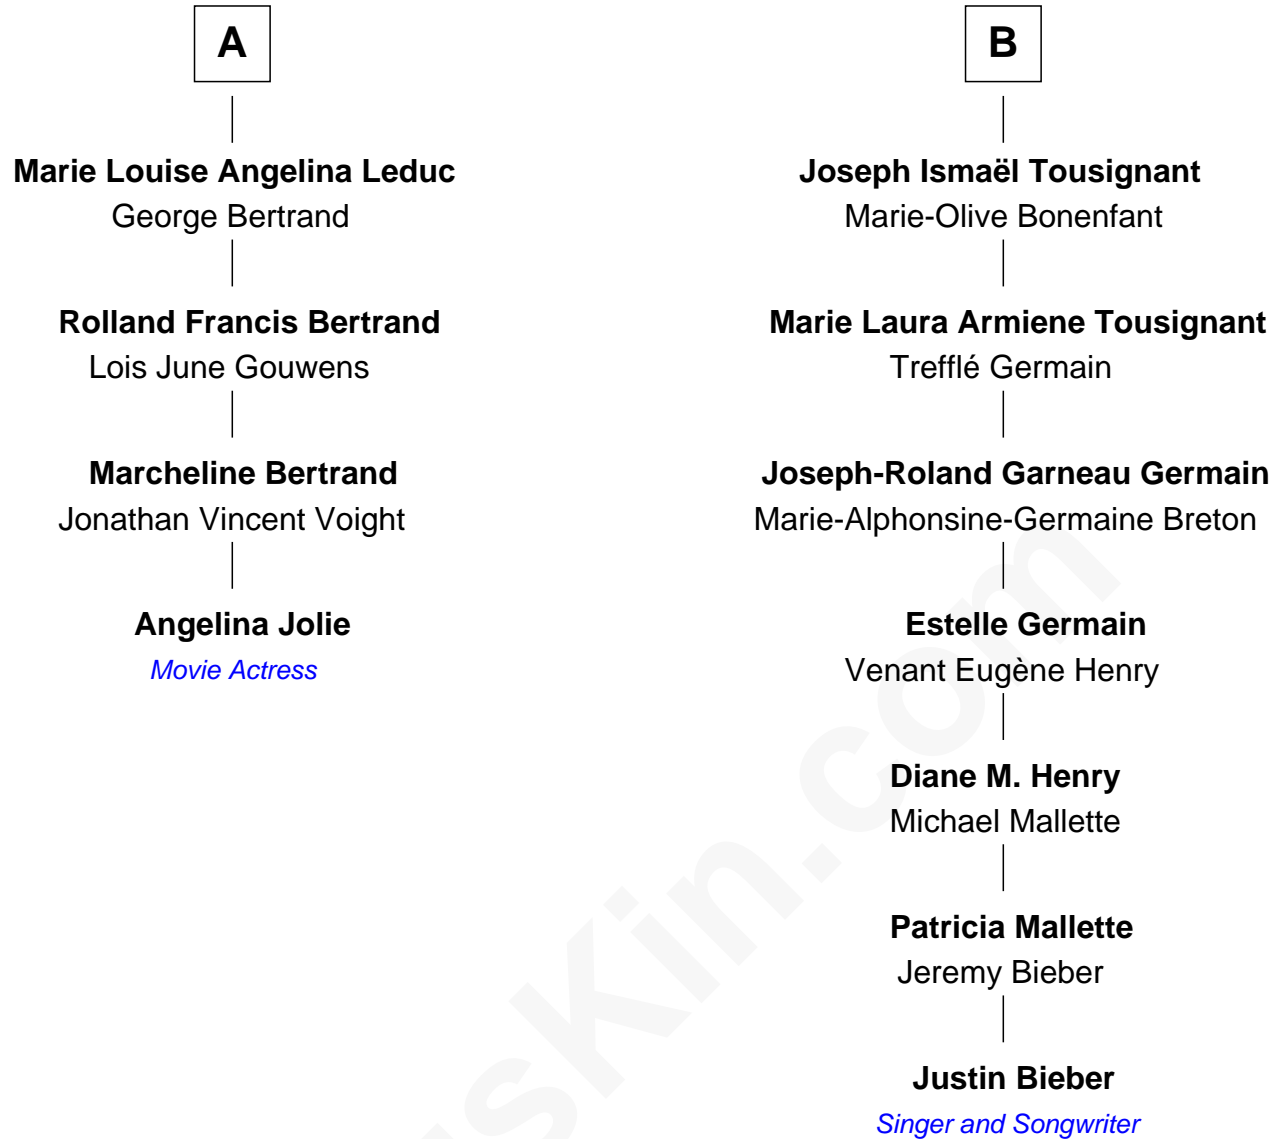 A
Marie Louise Angelina Leduc
George Bertrand
Rolland Francis Bertrand
Lois June Gouwens
Marcheline Bertrand
Jonathan Vincent Voight
Angelina Jolie
Movie Actress
B
Joseph Ismaël Tousignant
Marie-Olive Bonenfant
Marie Laura Armiene Tousignant
Trefflé Germain
Joseph-Roland Garneau Germain
Marie-Alphonsine-Germaine Breton
Estelle Germain
Venant Eugène Henry
Diane M. Henry
Michael Mallette
Patricia Mallette
Jeremy Bieber
Justin Bieber
Singer and Songwriter
sKin.com